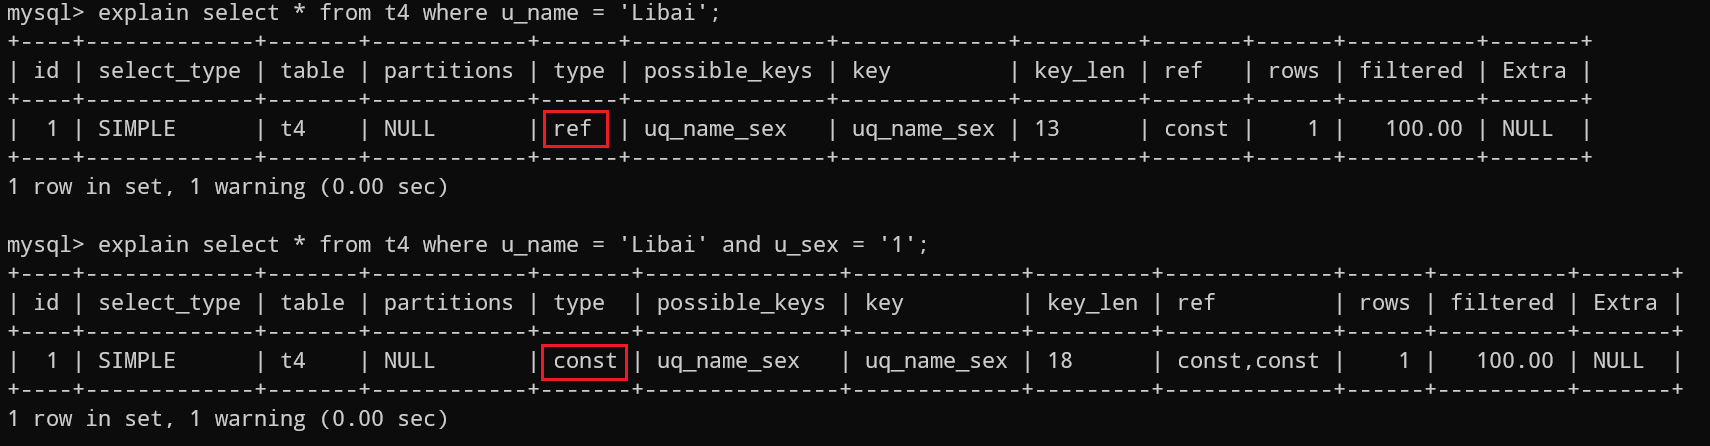 mysql> explain select * from t4 where u_name = 'Libai';
+----+-------------+-------+------------+------+---------------+-------------+---------+-------+------+----------+-------+
| id | select_type | table | partitions | type | possible_keys | key         | key_len | ref   | rows | filtered | Extra |
+----+-------------+-------+------------+------+---------------+-------------+---------+-------+------+----------+-------+
|  1 | SIMPLE      | t4    | NULL       | ref  | uq_name_sex   | uq_name_sex | 13      | const |    1 |   100.00 | NULL  |
+----+-------------+-------+------------+------+---------------+-------------+---------+-------+------+----------+-------+
1 row in set, 1 warning (0.00 sec)

mysql> explain select * from t4 where u_name = 'Libai' and u_sex = '1';
+----+-------------+-------+------------+-------+---------------+-------------+---------+-------------+------+----------+-------+
| id | select_type | table | partitions | type  | possible_keys | key         | key_len | ref         | rows | filtered | Extra |
+----+-------------+-------+------------+-------+---------------+-------------+---------+-------------+------+----------+-------+
|  1 | SIMPLE      | t4    | NULL       | const | uq_name_sex   | uq_name_sex | 18      | const,const |    1 |   100.00 | NULL  |
+----+-------------+-------+------------+-------+---------------+-------------+---------+-------------+------+----------+-------+
1 row in set, 1 warning (0.00 sec)